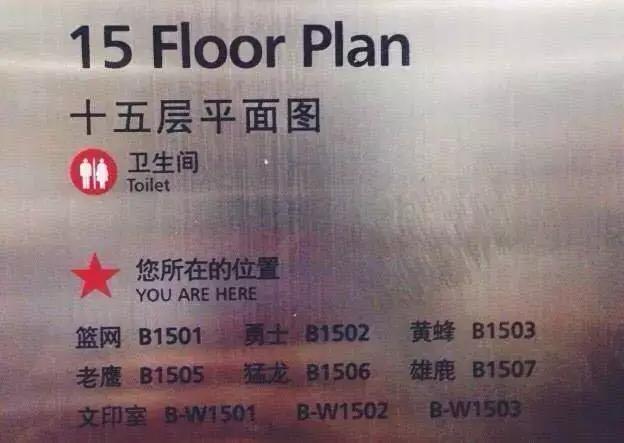 15 Floor Plan
十五层平面图
卫生间
Toilet
您所在的位置
YOU ARE HERE
篮网 B1501 勇士 B1502 黄蜂 B1503
老鹰 B1505 猛龙 B1506 雄鹿 B1507
文印室 B-W1501 B-W1502 B-W1503